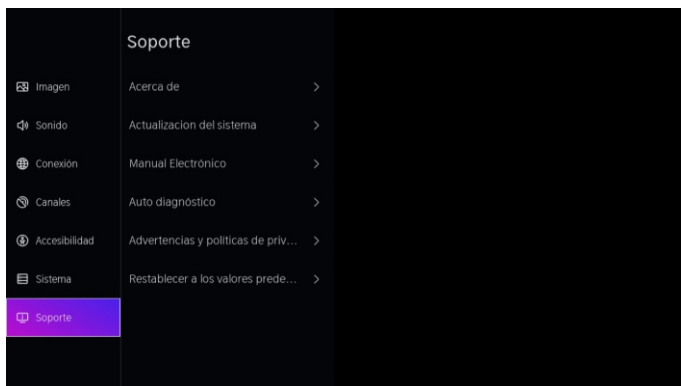 Soporte
Imagen
Sonido
Conexión
Canales
Accesibilidad
Sistema
Soporte
Acerca de
Actualizacion del sistema
Manual Electrónico
Auto diagnóstico
Advertencias y políticas de priv...
Restablecer a los valores prede...